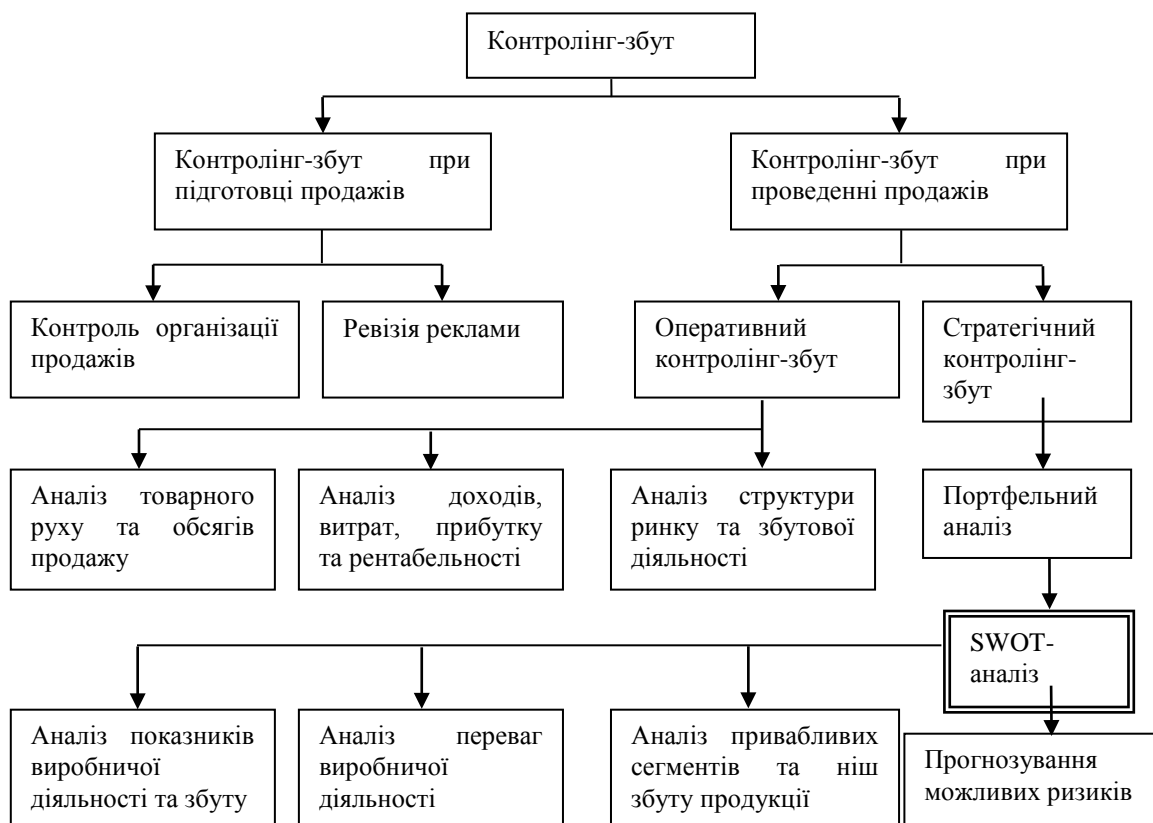 Контролінг-збут
Контролінг-збут при
підготовці продажів
Контролінг-збут при
проведенні продажів
Контроль організації
продажів
Ревізія реклами
Оперативний
контролінг-збут
Стратегічний
контролінг-
збут
Аналіз товарного
руху та обсягів
продажу
Аналіз доходів,
витрат, прибутку
та рентабельності
Аналіз структури
ринку та збутової
діяльності
Портфельний
аналіз
SWOT-
аналіз
Аналіз показників
виробничої
діяльності та збуту
Аналіз переваг
виробничої
діяльності
Аналіз привабливих
сегментів та ніш
збуту продукції
Прогнозування
можливих ризиків